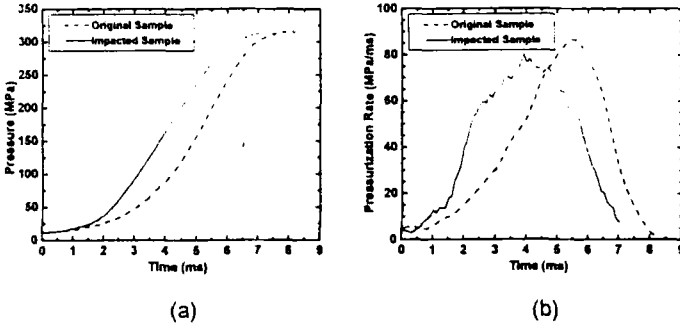 350
300
250
200
150
100
50
0
Pressure (MPa)
Original Sample
Impacted Sample
0 1 2 3 4 5 6 7 8 9
Time (ms)
(a)
100
80
60
40
20
0
Pressurization Rate (MPa/ms)
Original Sample
Impacted Sample
0 1 2 3 4 5 6 7 8 9
Time (ms)
(b)